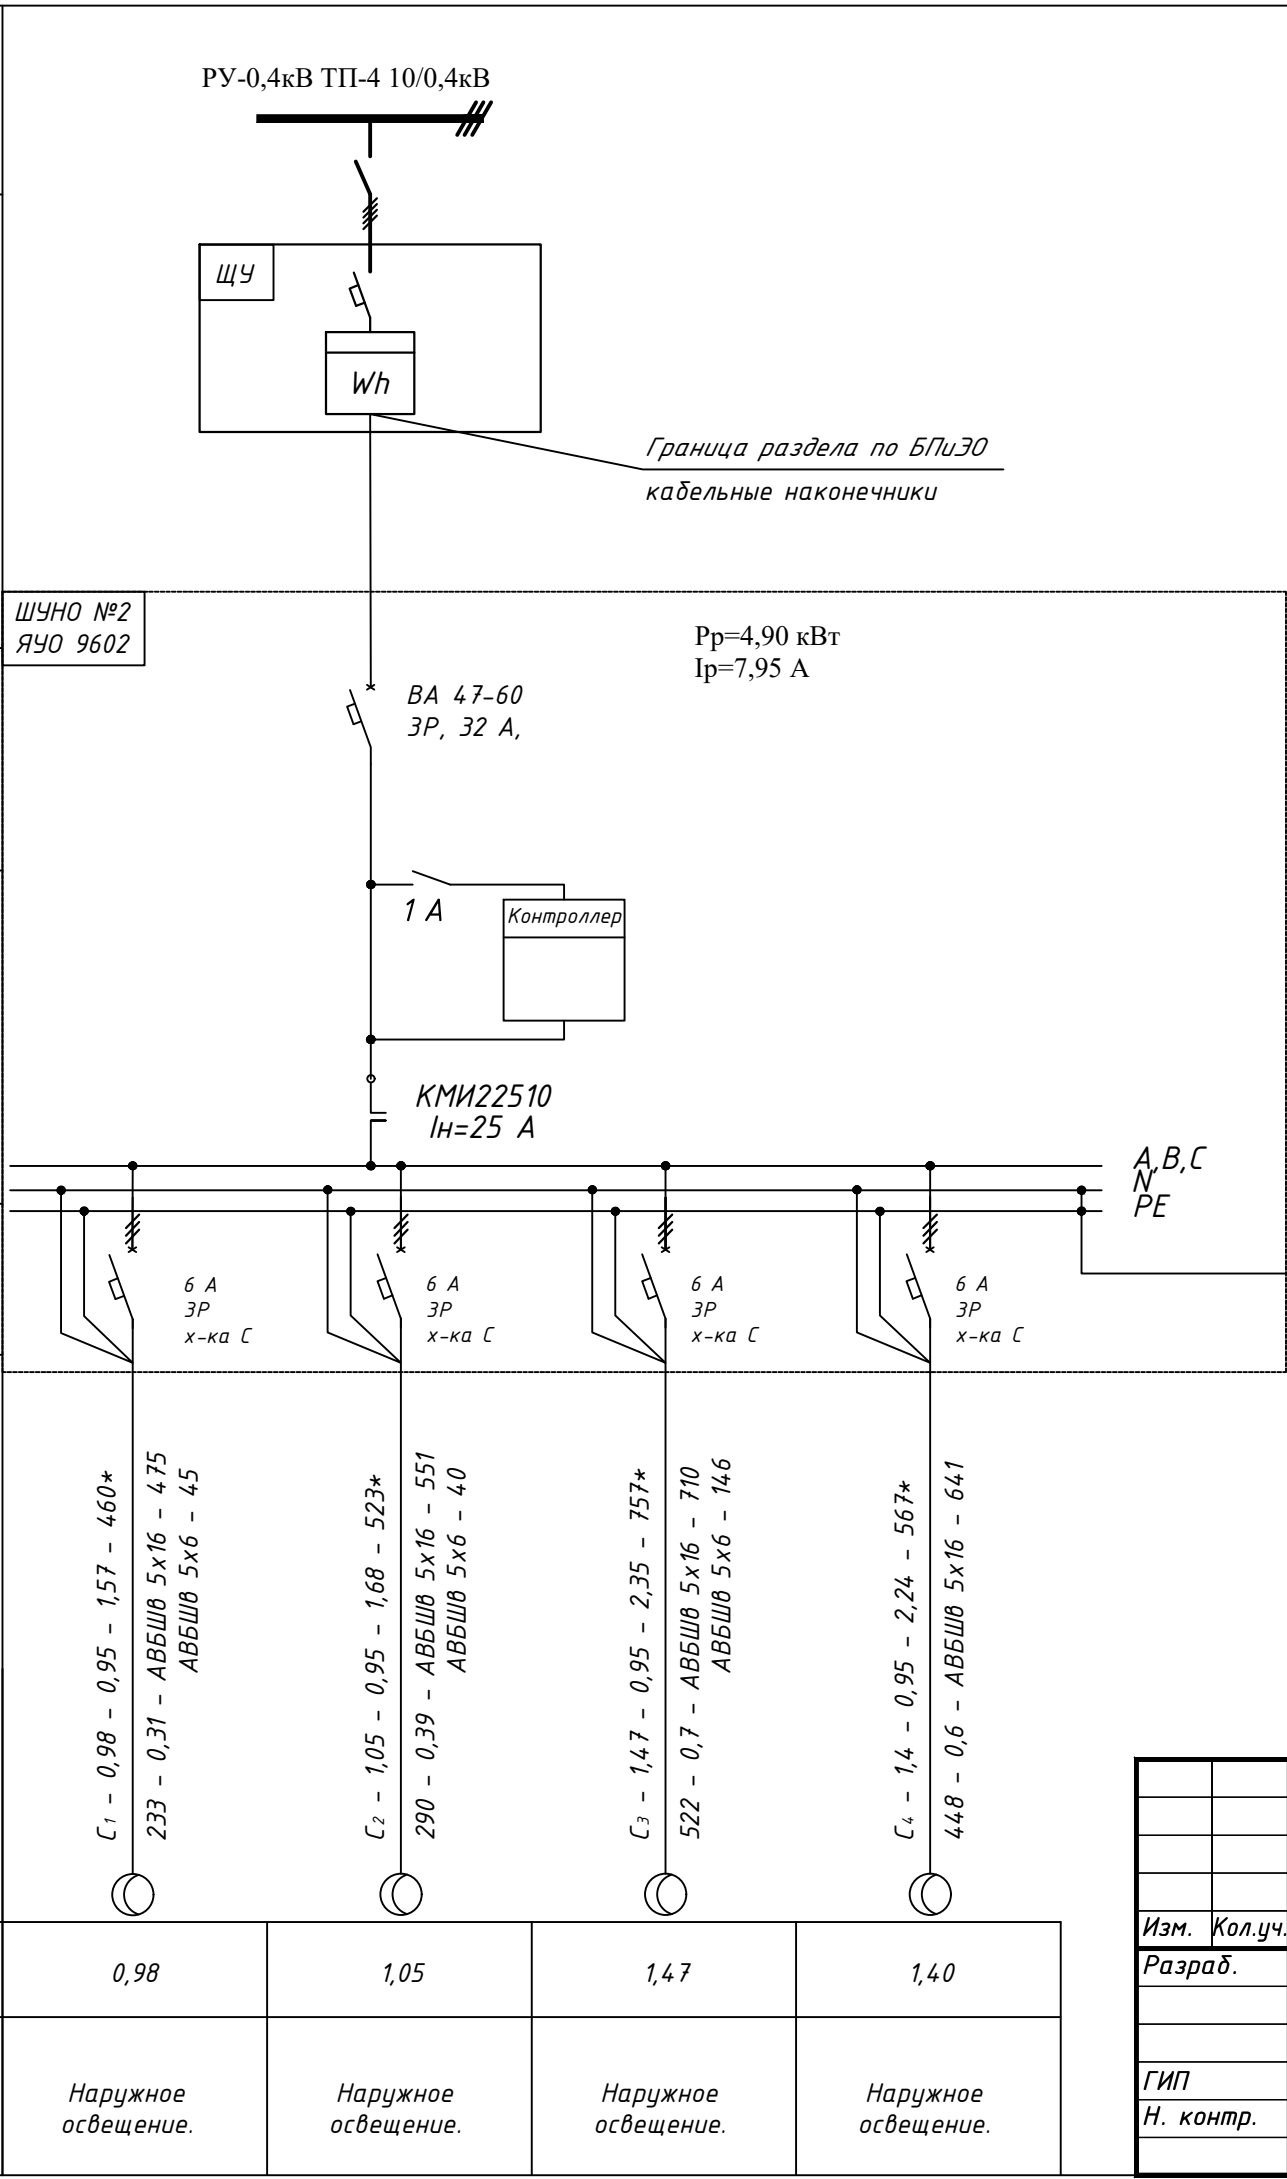 РУ-0,4кВ ТП-4 10/0,4кВ
ЩУ
Wh
Граница раздела по БПиЭО
кабельные наконечники
ШУНО №2
ЯУО 9602
Рр=4,90 кВт
Iр=7,95 А
ВА 47-60
3Р, 32 А,
1 А
Контроллер
КМИ22510
Iн=25 А
А,В,С
N
PE
6 А
3Р
х-ка С
6 А
3Р
х-ка С
6 А
3Р
х-ка С
6 А
3Р
х-ка С
С1 - 0,98 - 0,95 - 1,57 - 460*
233 - 0,31 - АВБШв 5х16 - 475
АВБШв 5х6 - 45
С2 - 1,05 - 0,95 - 1,68 - 523*
290 - 0,39 - АВБШв 5х16 - 551
АВБШв 5х6 - 40
С3 - 1,47 - 0,95 - 2,35 - 757*
522 - 0,7 - АВБШв 5х16 - 710
АВБШв 5х6 - 146
С4 - 1,4 - 0,95 - 2,24 - 567*
448 - 0,6 - АВБШв 5х16 - 641
0,98
1,05
1,47
1,40
Наружное
освещение.
Наружное
освещение.
Наружное
освещение.
Наружное
освещение.
Изм.
Кол.уч.
Разраб.
ГИП
Н. контр.